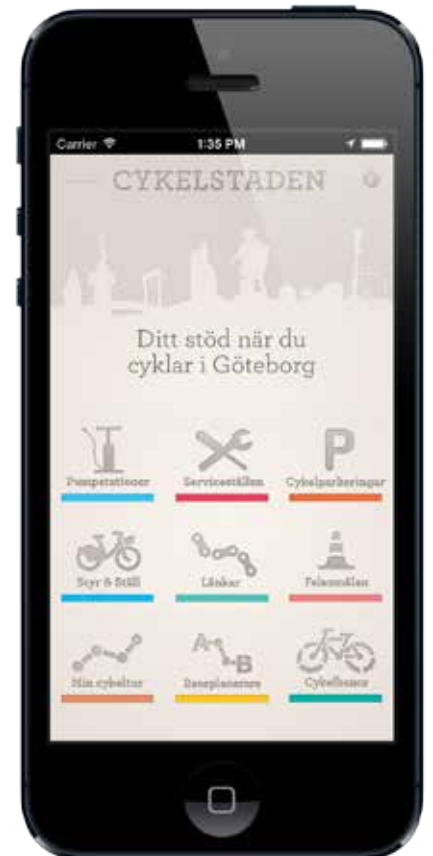 Carrier 1:35 PM
CYKELSTADEN
Ditt stöd när du
cyklar i Göteborg
P
Pumpstationer Serviceställen Cykelparkeringar
Styr & Ställ Länkar Felanmälan
A B
Min cykeltur Reseplanerare Cykelbanor